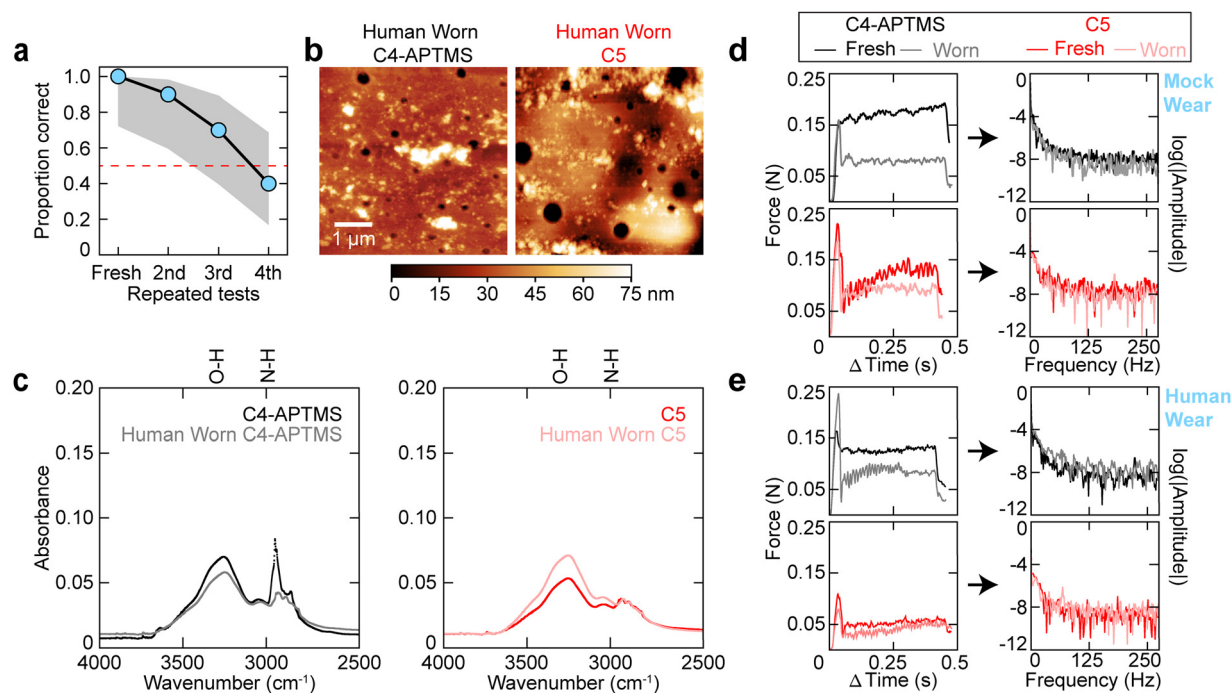 a
Proportion correct
1.0
0.8
0.6
0.4
0.2
0
Fresh 2nd 3rd 4th
Repeated tests
b
Human Worn
C4-APTMS
Human Worn
C5
1 µm
0 15 30 45 60 75 nm
c
Absorbance
O-H
N-H
0.20
0.15
0.10
0.05
0
C4-APTMS
Human Worn C4-APTMS
4000 3500 3000 2500
Wavenumber (cm-1)
O-H
N-H
0.20
0.15
0.10
0.05
0
C5
Human Worn C5
4000 3500 3000 2500
Wavenumber (cm-1)
C4-APTMS
Fresh Worn
C5
Fresh Worn
d
Force (N)
0.25
0.15
0.05
0.25
0.15
0.05
0 0.25 0.5
Δ Time (s)
0
-4
-8
-12
0
-4
-8
-12
0 125 250
Frequency (Hz)
log(|Amplitude|)
Mock
Wear
e
Force (N)
0.25
0.15
0.05
0.25
0.15
0.05
0 0.25 0.5
Δ Time (s)
0
-4
-8
-12
0
-4
-8
-12
0 125 250
Frequency (Hz)
log(|Amplitude|)
Human
Wear